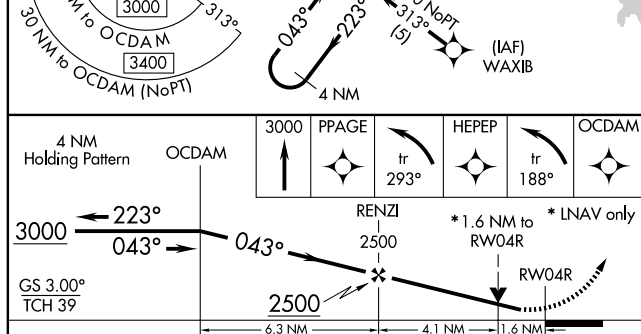 3000
313°
M to OCDAM
3400
30 NM to OCDAM (NoPT)
043°
223°
NoPT
313°
(5)
(IAF)
WAXIB
4 NM
4 NM
Holding Pattern
OCDAM
3000
PPAGE
tr
293°
HEPEP
tr
188°
OCDAM
RENZI
2500
*1.6 NM to
RW04R
* LNAV only
3000
223°
043°
043°
RW04R
GS 3.00°
TCH 39
2500
6.3 NM
4.1 NM
1.6 NM